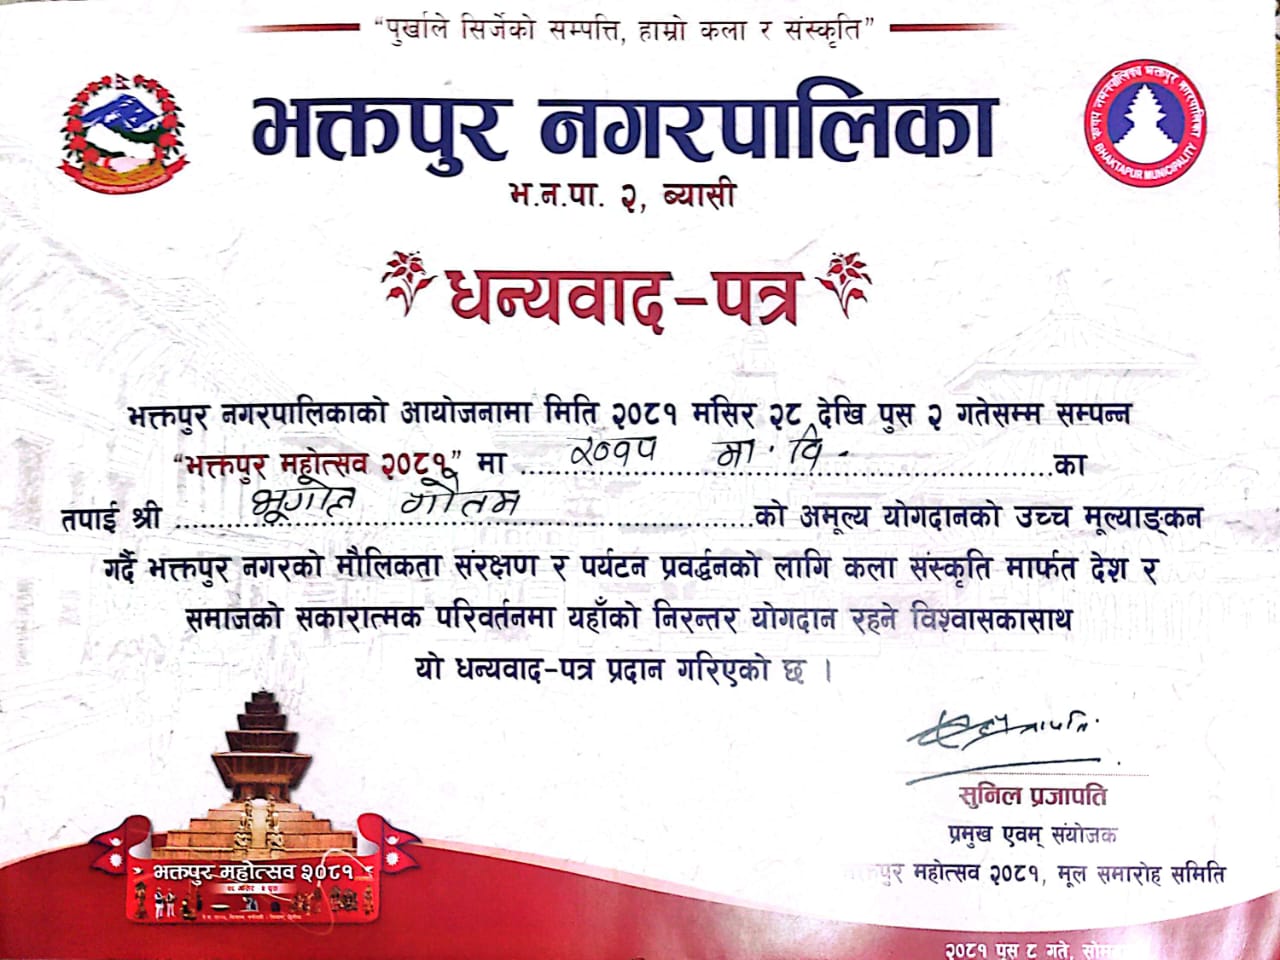 “पुर्खाले सिर्जेको सम्पत्ति, हाम्रो कला र संस्कृति”
भक्तपुर नगरपालिका
भ.न.पा. २, ब्यासी
BHAKTAPUR MUNICIPALITY
धन्यवाद-पत्र
भक्तपुर नगरपालिकाको आयोजनामा मिति २०८१ मंसिर २८ देखि पुस २ गतेसम्म सम्पन्न
“भक्तपुर महोत्सव २०८१” मा ..... मा. वि. .....का
तपाई श्री ..... गौतम .....को अमूल्य योगदानको उच्च मूल्याङ्कन
गर्दै भक्तपुर नगरको मौलिकता संरक्षण र पर्यटन प्रवर्द्धनको लागि कला संस्कृति मार्फत देश र
समाजको सकारात्मक परिवर्तनमा यहाँको निरन्तर योगदान रहने विश्वासकासाथ
यो धन्यवाद-पत्र प्रदान गरिएको छ ।
सुनिल प्रजापति
प्रमुख एवम् संयोजक
महोत्सव २०८१, मूल समारोह समिति
भक्तपुर महोत्सव २०८१
२०८१ पुस ८ गते,